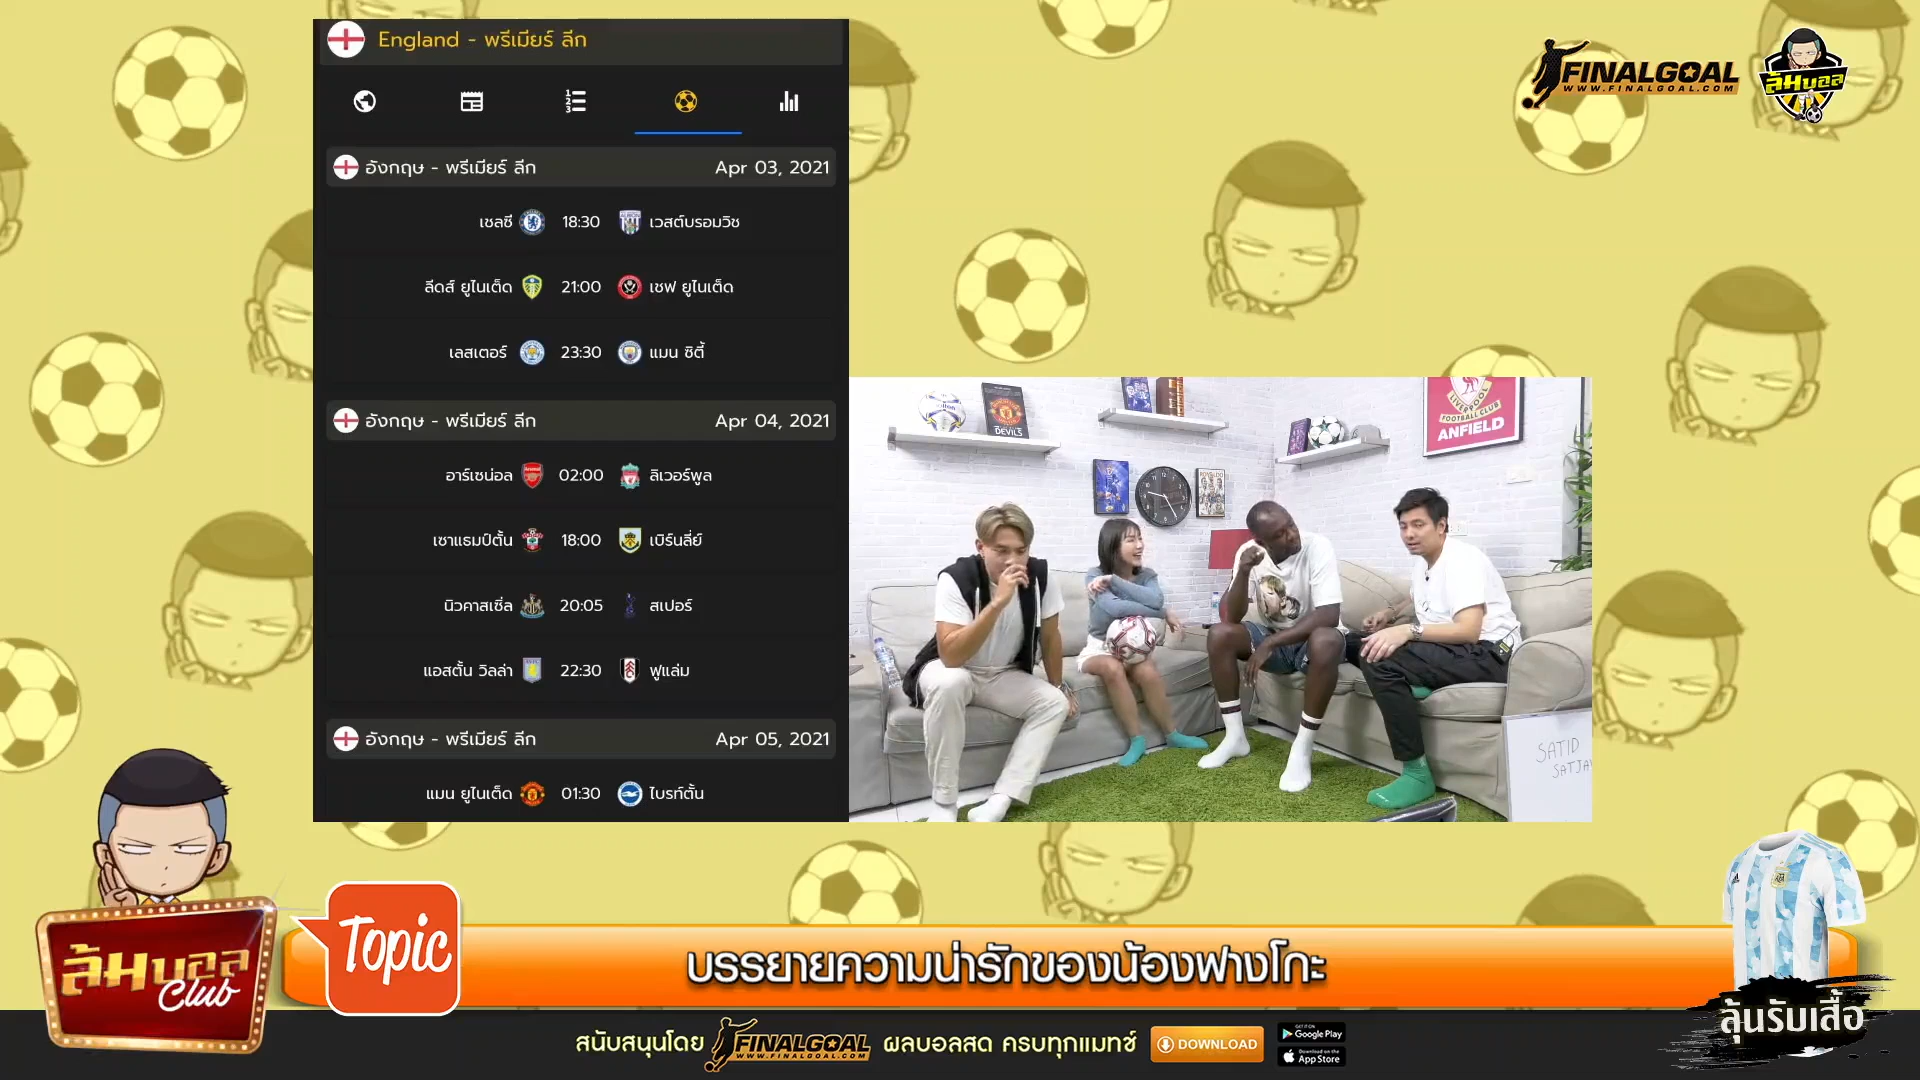 England - พรีเมียร์ ลีก
อังกฤษ - พรีเมียร์ ลีก Apr 03, 2021
เชลซี 18:30 เวสต์บรอมวิช
ลีดส์ ยูไนเต็ด 21:00 เชฟ ยูไนเต็ด
เลสเตอร์ 23:30 แมน ซิตี้
อังกฤษ - พรีเมียร์ ลีก Apr 04, 2021
อาร์เซน่อล 02:00 ลิเวอร์พูล
เซาแธมป์ตั้น 18:00 เบิร์นลี่ย์
นิวคาสเซิ่ล 20:05 สเปอร์
แอสตั้น วิลล่า 22:30 ฟูแล่ม
อังกฤษ - พรีเมียร์ ลีก Apr 05, 2021
แมน ยูไนเต็ด 01:30 ไบรท์ตั้น
FINALGOAL
WWW.FINALGOAL.COM
ล้มบอล
DEVILS
LIVERPOOL
FOOTBALL CLUB
ANFIELD
SATID
ล้มบอล
Club
Topic
บรรยายความน่ารักของน้องฟางโกะ
ลุ้นรับเสื้อ
สนับสนุนโดย FINALGOAL ผลบอลสด ครบทุกแมทช์ DOWNLOAD
WWW.FINALGOAL.COM
GET IT ON
Google Play
Download on the
App Store